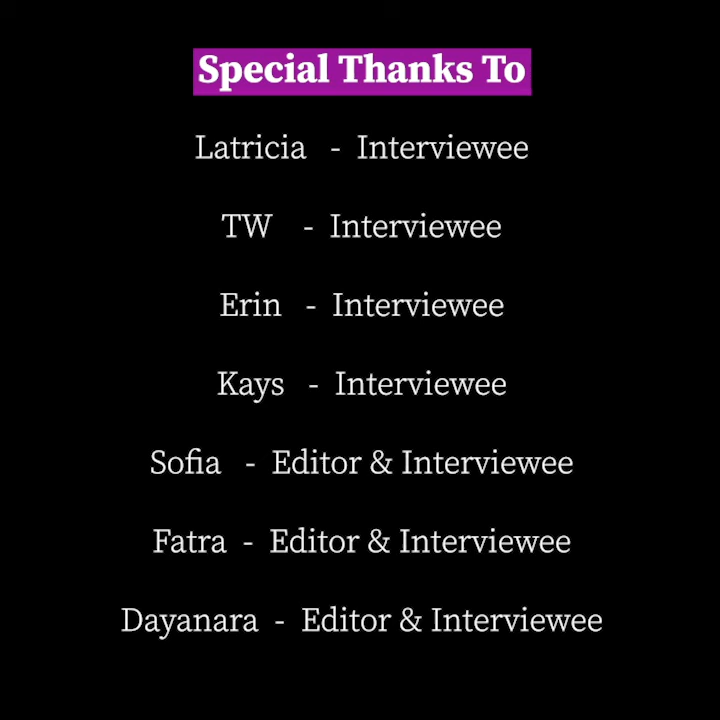 Special Thanks To
Latricia - Interviewee
TW - Interviewee
Erin - Interviewee
Kays - Interviewee
Sofia - Editor & Interviewee
Fatra - Editor & Interviewee
Dayanara - Editor & Interviewee